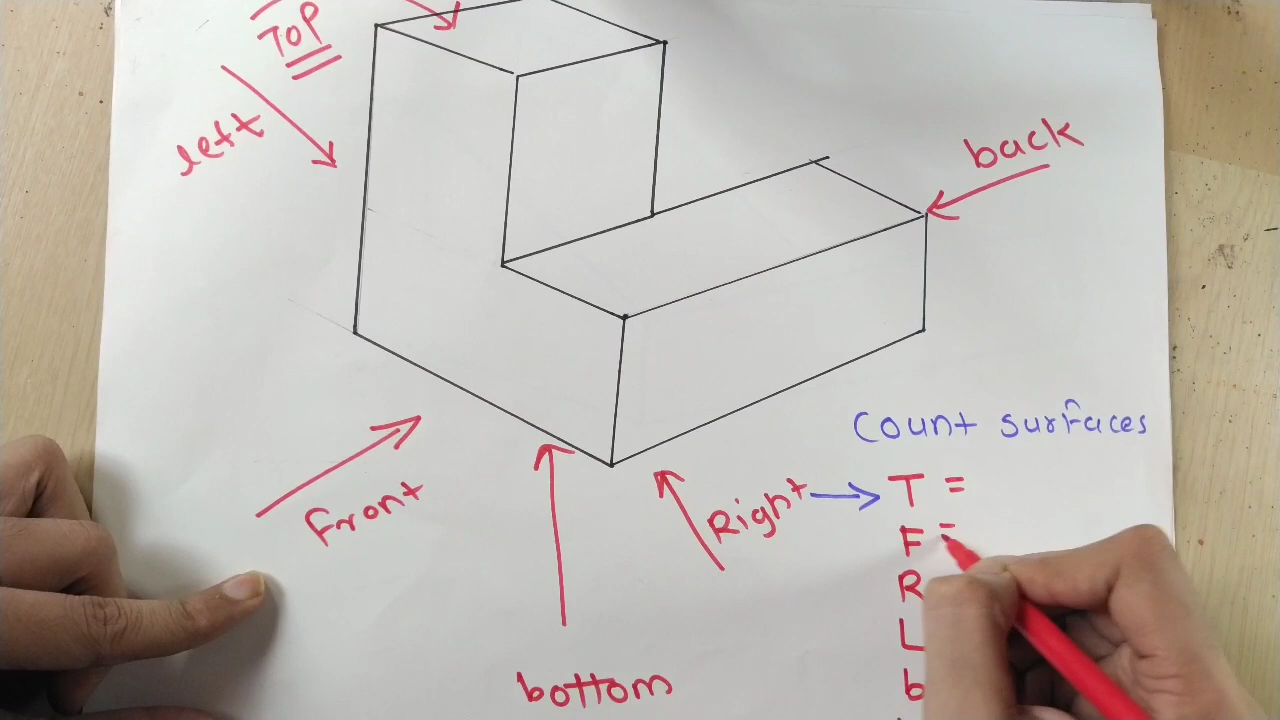 TOP
left
back
Count surfaces
Front
Right
T =
F =
R
L
b
bottom